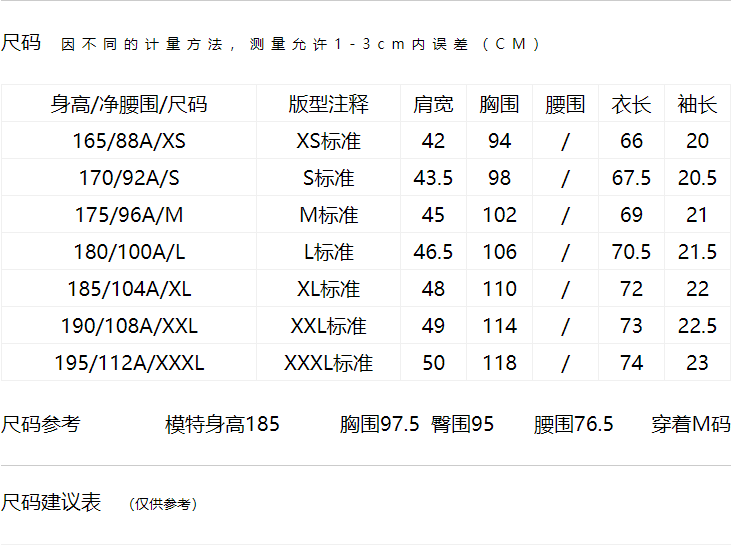 尺码 因不同的计量方法，测量允许1-3cm内误差（CM）
身高/净腰围/尺码 版型注释 肩宽 胸围 腰围 衣长 袖长
165/88A/XS XS标准 42 94 / 66 20
170/92A/S S标准 43.5 98 / 67.5 20.5
175/96A/M M标准 45 102 / 69 21
180/100A/L L标准 46.5 106 / 70.5 21.5
185/104A/XL XL标准 48 110 / 72 22
190/108A/XXL XXL标准 49 114 / 73 22.5
195/112A/XXXL XXXL标准 50 118 / 74 23
尺码参考 模特身高185 胸围97.5 臀围95 腰围76.5 穿着M码
尺码建议表 （仅供参考）